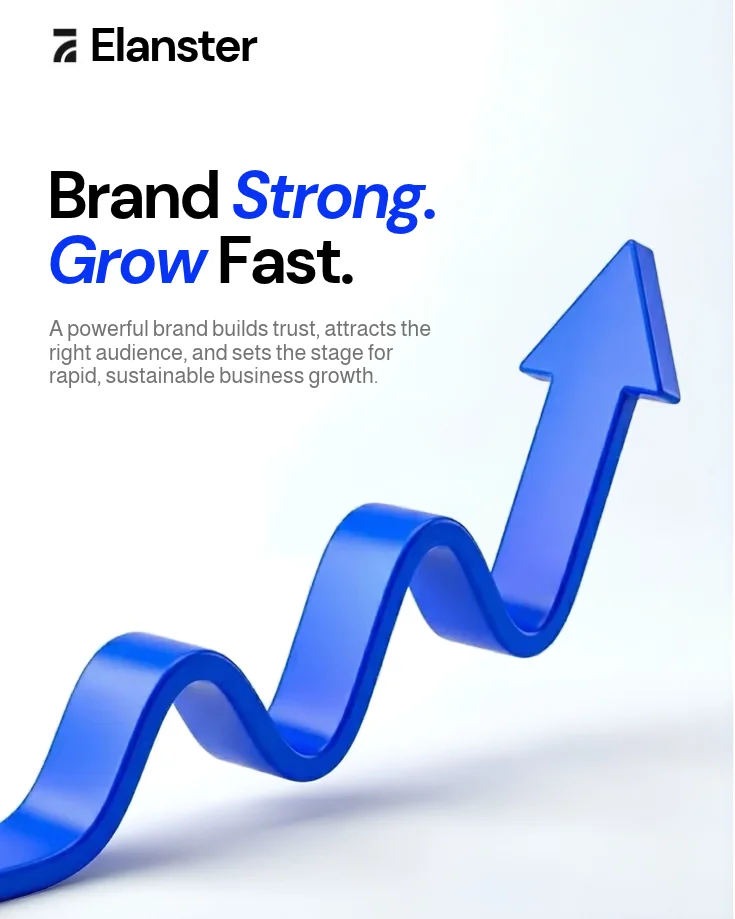 Elanster
Brand Strong.
Grow Fast.
A powerful brand builds trust, attracts the
right audience, and sets the stage for
rapid, sustainable business growth.